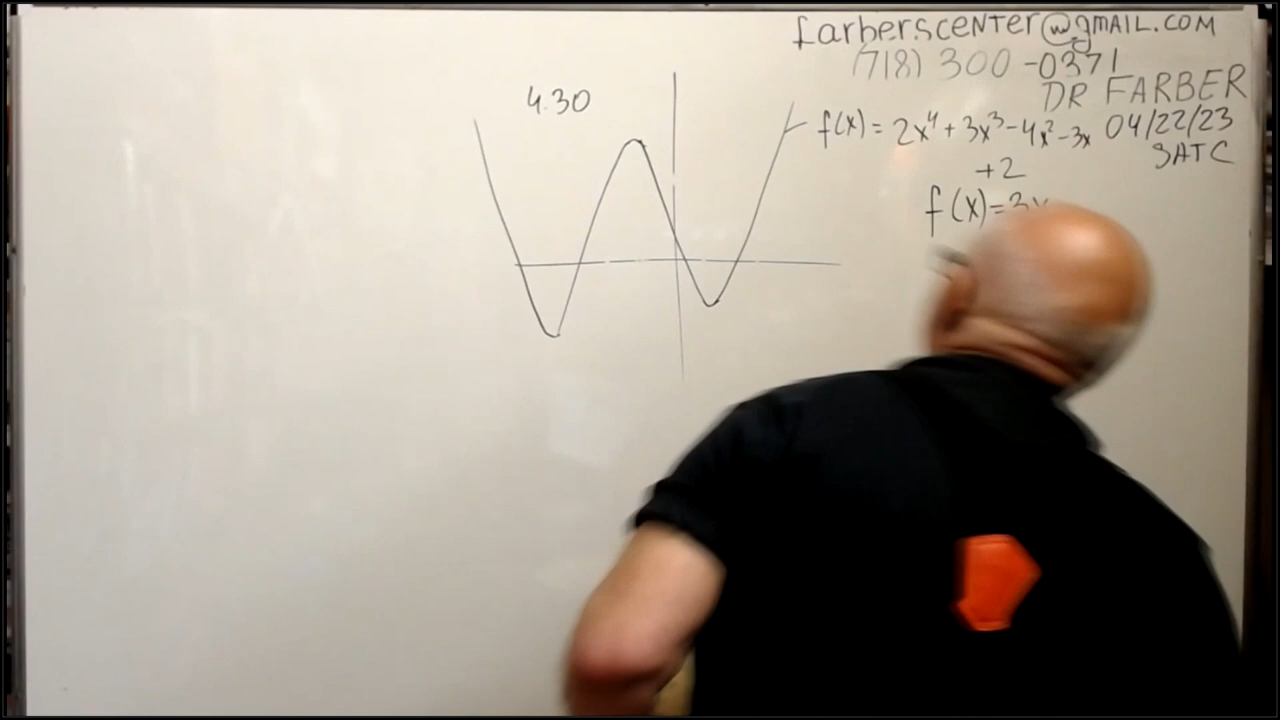 farberscenter@gmail.com
(718) 300-0371
DR FARBER
4.30
f(x) = 2x⁴ + 3x³ - 4x² - 3x
04/22/23
+2
SATC
f(x)=3x